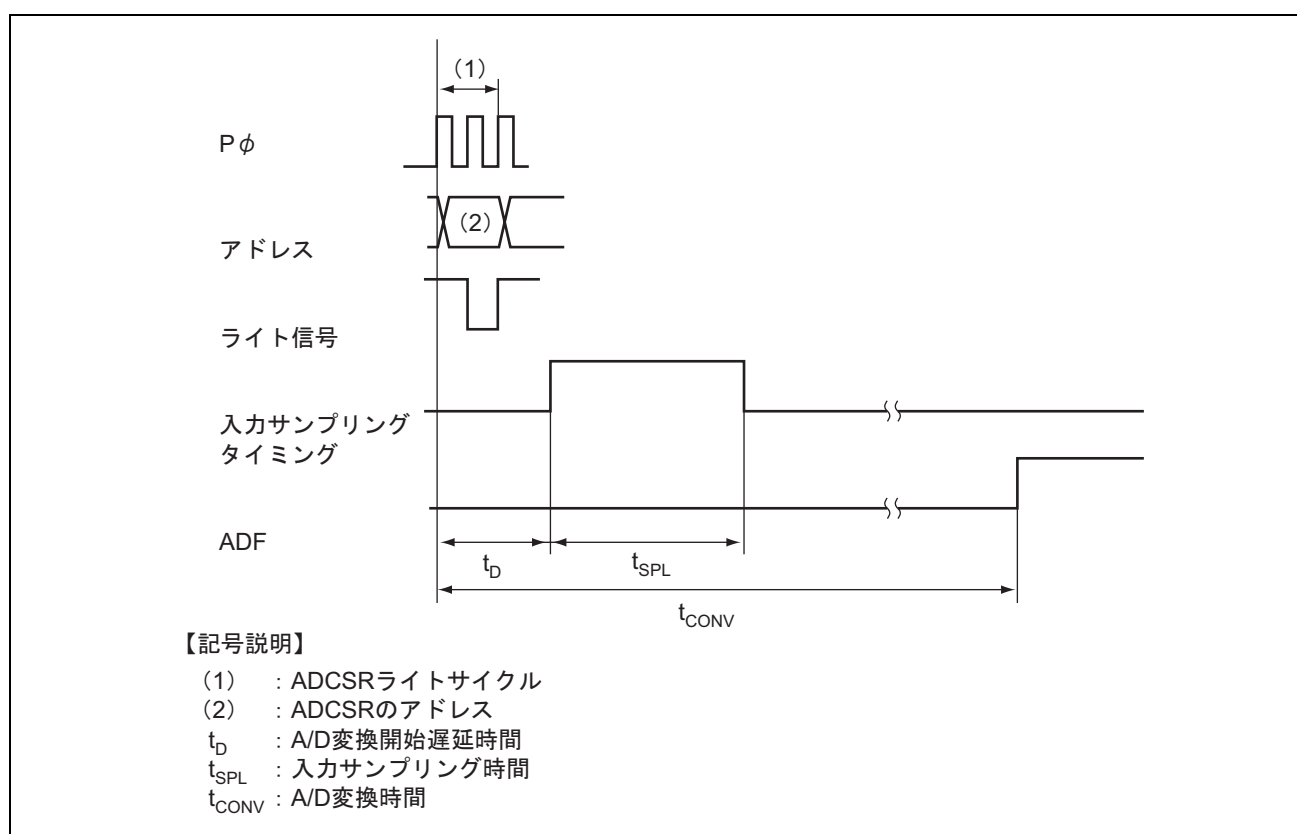 （1）
Pφ
（2）
アドレス
ライト信号
入力サンプリング
タイミング
ADF
tD
tSPL
tCONV
【記号説明】
（1） : ADCSRライトサイクル
（2） : ADCSRのアドレス
tD : A/D変換開始遅延時間
tSPL : 入力サンプリング時間
tCONV : A/D変換時間